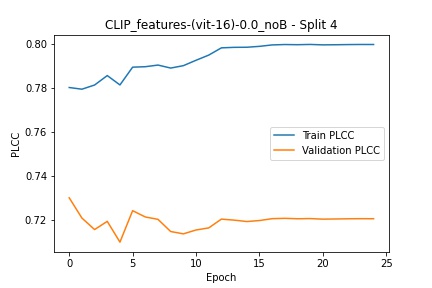 CLIP_features-(vit-16)-0.0_noB - Split 4
0.80
0.78
0.76
0.74
0.72
PLCC
Train PLCC
Validation PLCC
0 5 10 15 20 25
Epoch